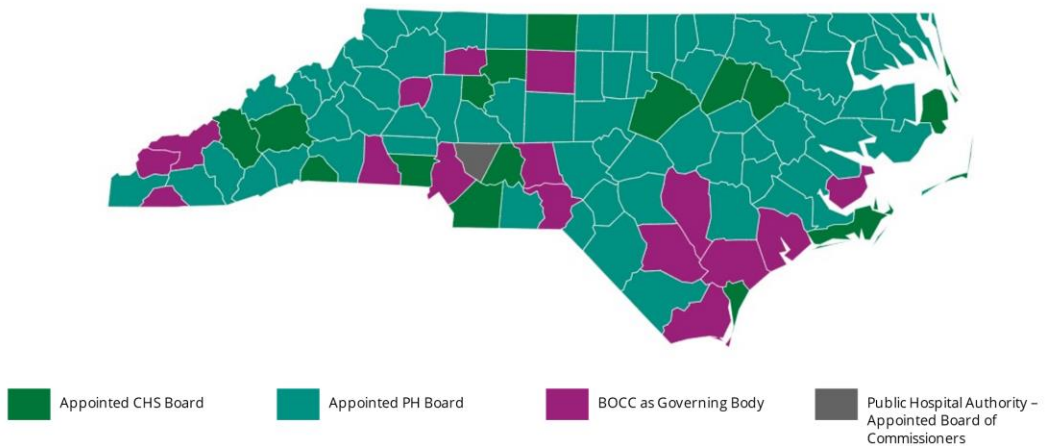 Appointed CHS Board
Appointed PH Board
BOCC as Governing Body
Public Hospital Authority –
Appointed Board of
Commissioners